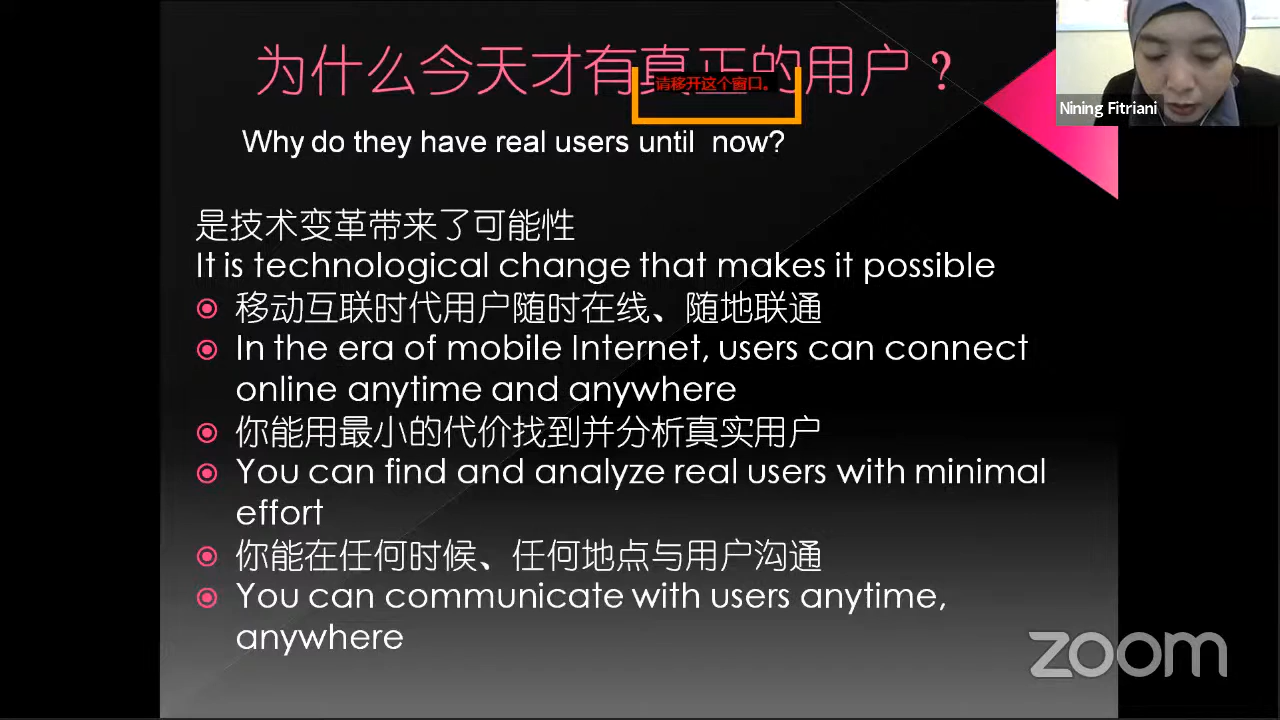 为什么今天才有真正的用户？
请移开这个窗口。
Nining Fitriani
Why do they have real users until now?
是技术变革带来了可能性
It is technological change that makes it possible
移动互联时代用户随时在线、随地联通
In the era of mobile Internet, users can connect
online anytime and anywhere
你能用最小的代价找到并分析真实用户
You can find and analyze real users with minimal
effort
你能在任何时候、任何地点与用户沟通
You can communicate with users anytime,
anywhere
zoom